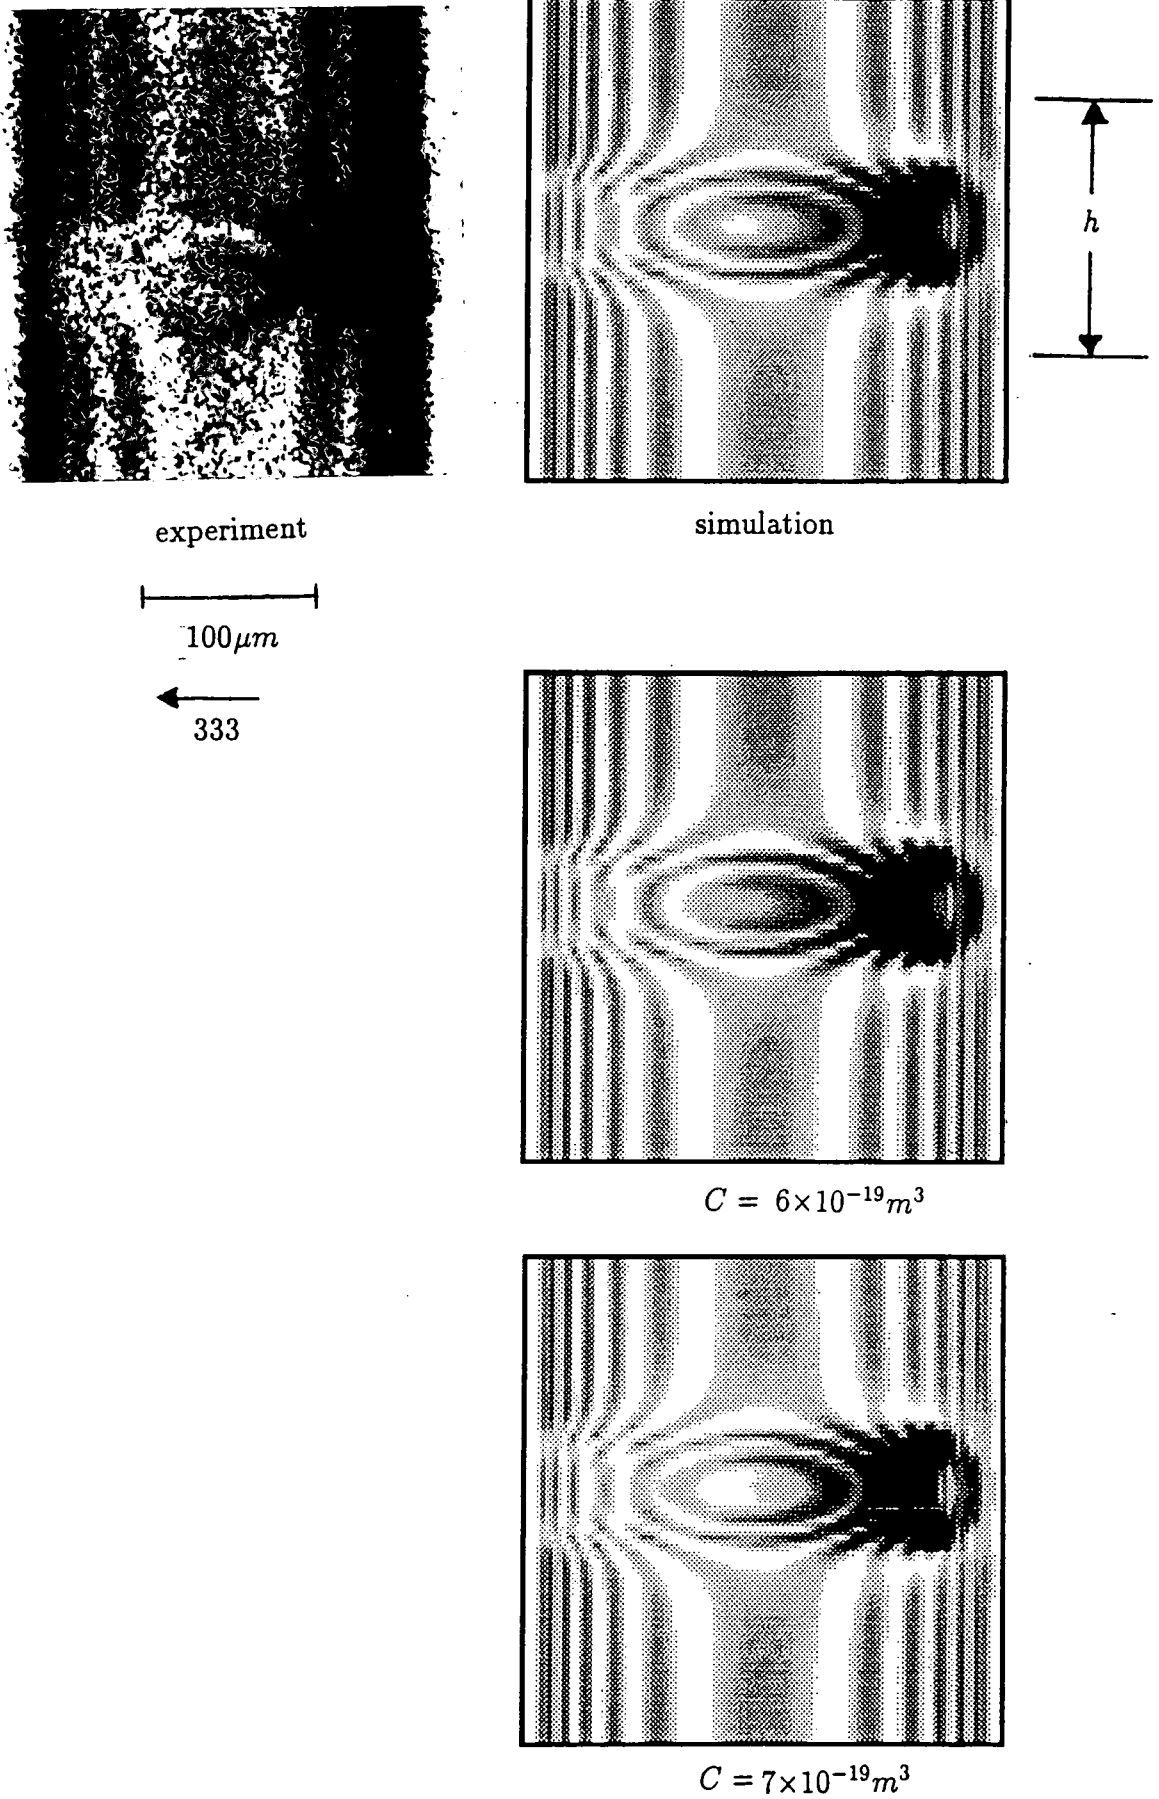 h
experiment
simulation
100μm
333
C = 6×10⁻¹⁹m³
C = 7×10⁻¹⁹m³